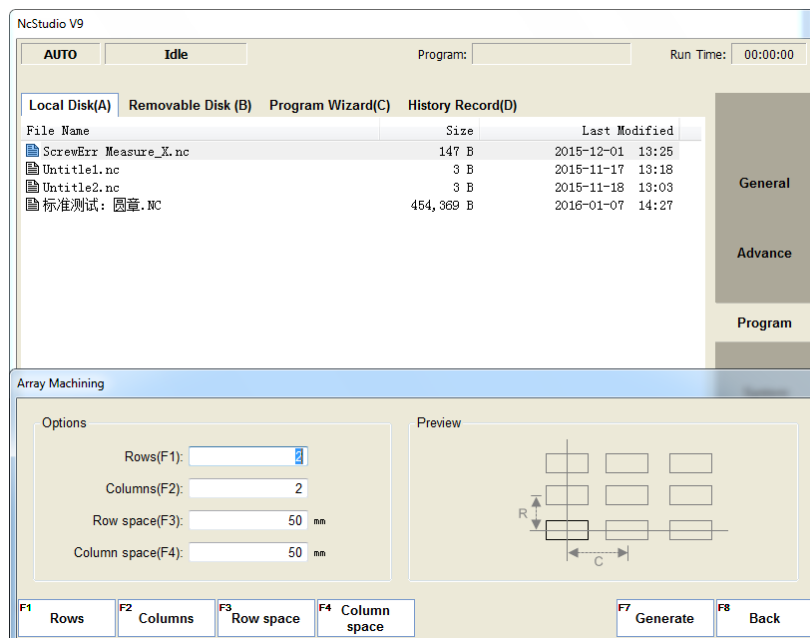 NcStudio V9
AUTO Idle Program: Run Time: 00:00:00
Local Disk(A) Removable Disk (B) Program Wizard(C) History Record(D)
File Name Size Last Modified
ScrewErr Measure_X.nc 147 B 2015-12-01 13:25
Untitle1.nc 3 B 2015-11-17 13:18
Untitle2.nc 3 B 2015-11-18 13:03
标准测试：圆章.NC 454,369 B 2016-01-07 14:27
General
Advance
Program
Array Machining
Options Preview
Rows(F1): 2
Columns(F2): 2
Row space(F3): 50 mm
Column space(F4): 50 mm
R
C
F1 Rows F2 Columns F3 Row space F4 Column space F7 Generate F8 Back